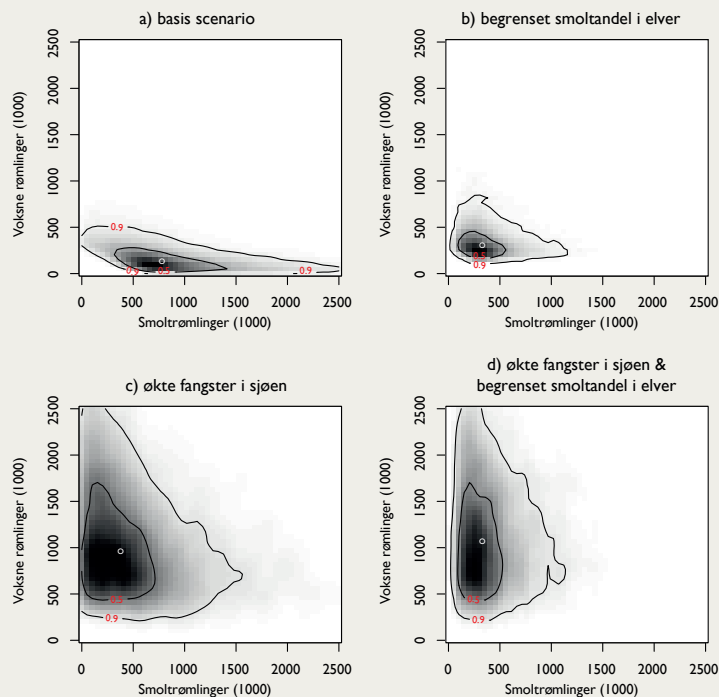 a) basis scenario
Voksne rømlinger (1000)
2500
2000
1500
1000
500
0
0.9
0.9
0.5
0.9
0 500 1000 1500 2000 2500
Smoltrømlinger (1000)
b) begrenset smoltandel i elver
Voksne rømlinger (1000)
2500
2000
1500
1000
500
0
0.5
0.9
0 500 1000 1500 2000 2500
Smoltrømlinger (1000)
c) økte fangster i sjøen
Voksne rømlinger (1000)
2500
2000
1500
1000
500
0
0.5
0.9
0 500 1000 1500 2000 2500
Smoltrømlinger (1000)
d) økte fangster i sjøen &
begrenset smoltandel i elver
Voksne rømlinger (1000)
2500
2000
1500
1000
500
0
0.5
0.9
0 500 1000 1500 2000 2500
Smoltrømlinger (1000)